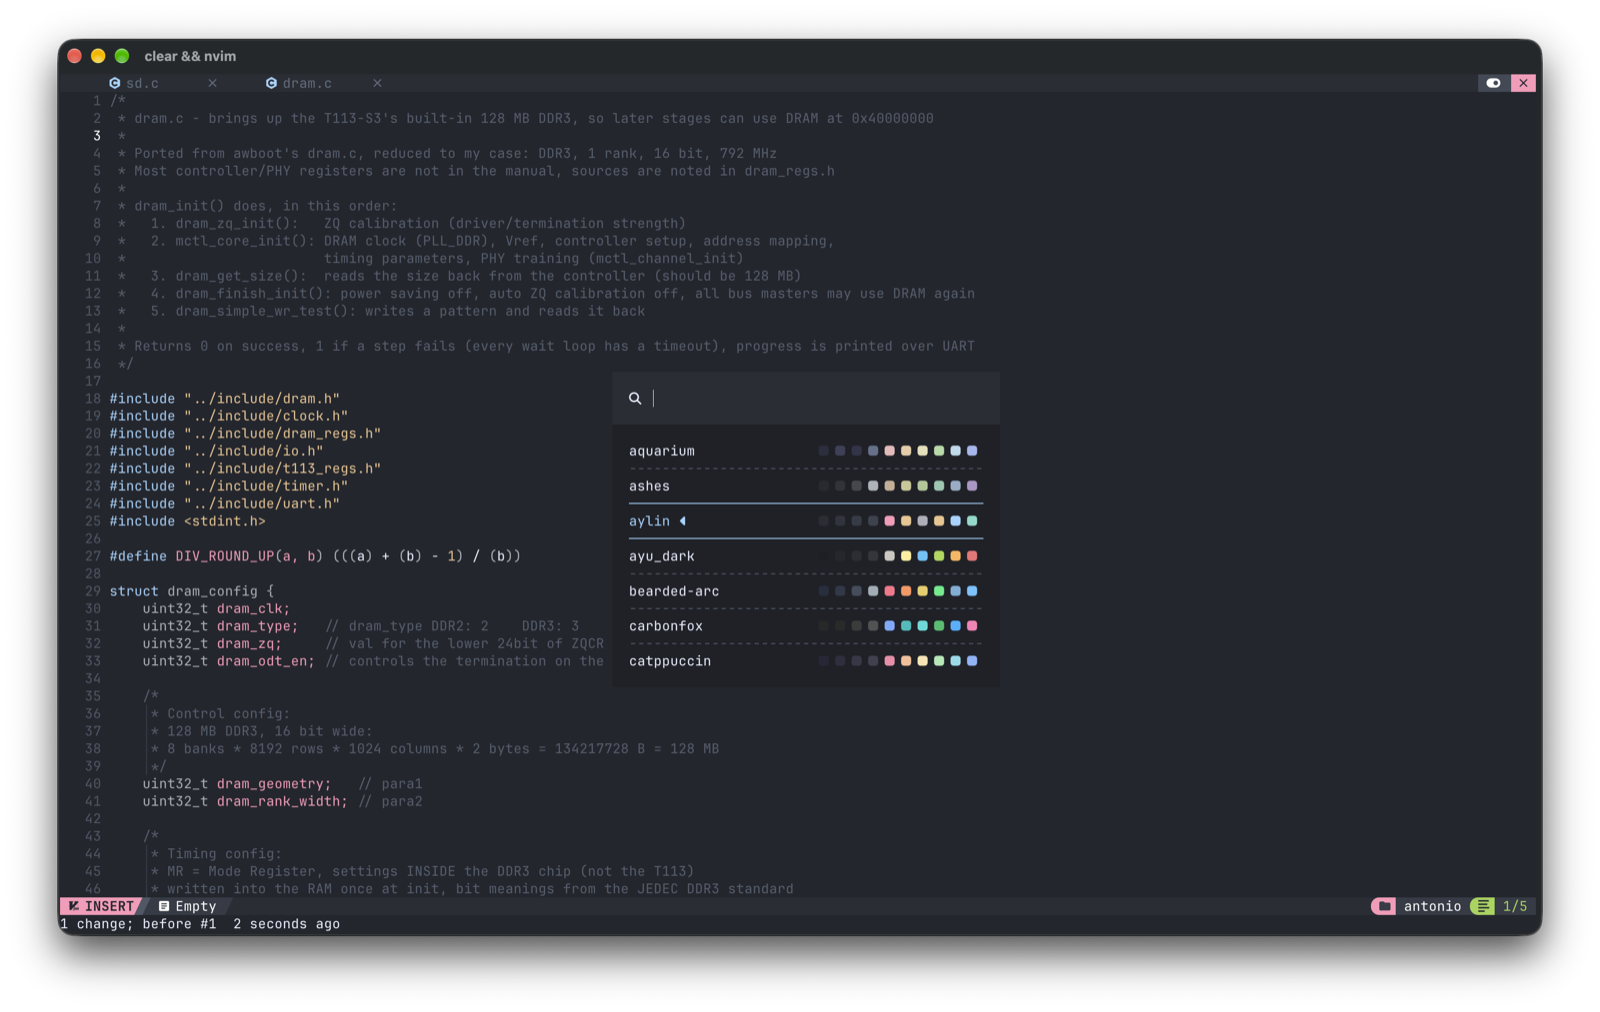 clear && nvim
sd.c × dram.c ×
1 /*
2  * dram.c - brings up the T113-S3's built-in 128 MB DDR3, so later stages can use DRAM at 0x40000000
3  *
4  * Ported from awboot's dram.c, reduced to my case: DDR3, 1 rank, 16 bit, 792 MHz
5  * Most controller/PHY registers are not in the manual, sources are noted in dram_regs.h
6  *
7  * dram_init() does, in this order:
8  *   1. dram_zq_init():   ZQ calibration (driver/termination strength)
9  *   2. mctl_core_init(): DRAM clock (PLL_DDR), Vref, controller setup, address mapping,
10  *                        timing parameters, PHY training (mctl_channel_init)
11  *   3. dram_get_size():  reads the size back from the controller (should be 128 MB)
12  *   4. dram_finish_init(): power saving off, auto ZQ calibration off, all bus masters may use DRAM again
13  *   5. dram_simple_wr_test(): writes a pattern and reads it back
14  *
15  * Returns 0 on success, 1 if a step fails (every wait loop has a timeout), progress is printed over UART
16  */
17
18 #include "../include/dram.h"
19 #include "../include/clock.h"
20 #include "../include/dram_regs.h"
21 #include "../include/io.h"
22 #include "../include/t113_regs.h"
23 #include "../include/timer.h"
24 #include "../include/uart.h"
25 #include <stdint.h>
26
27 #define DIV_ROUND_UP(a, b) (((a) + (b) - 1) / (b))
28
29 struct dram_config {
30     uint32_t dram_clk;
31     uint32_t dram_type;   // dram_type DDR2: 2    DDR3: 3
32     uint32_t dram_zq;     // val for the lower 24bit of ZQCR
33     uint32_t dram_odt_en; // controls the termination on the
34
35     /*
36      * Control config:
37      * 128 MB DDR3, 16 bit wide:
38      * 8 banks * 8192 rows * 1024 columns * 2 bytes = 134217728 B = 128 MB
39      */
40     uint32_t dram_geometry;   // para1
41     uint32_t dram_rank_width; // para2
42
43     /*
44      * Timing config:
45      * MR = Mode Register, settings INSIDE the DDR3 chip (not the T113)
46      * written into the RAM once at init, bit meanings from the JEDEC DDR3 standard
aquarium
ashes
aylin
ayu_dark
bearded-arc
carbonfox
catppuccin
INSERT Empty antonio 1/5
1 change; before #1  2 seconds ago